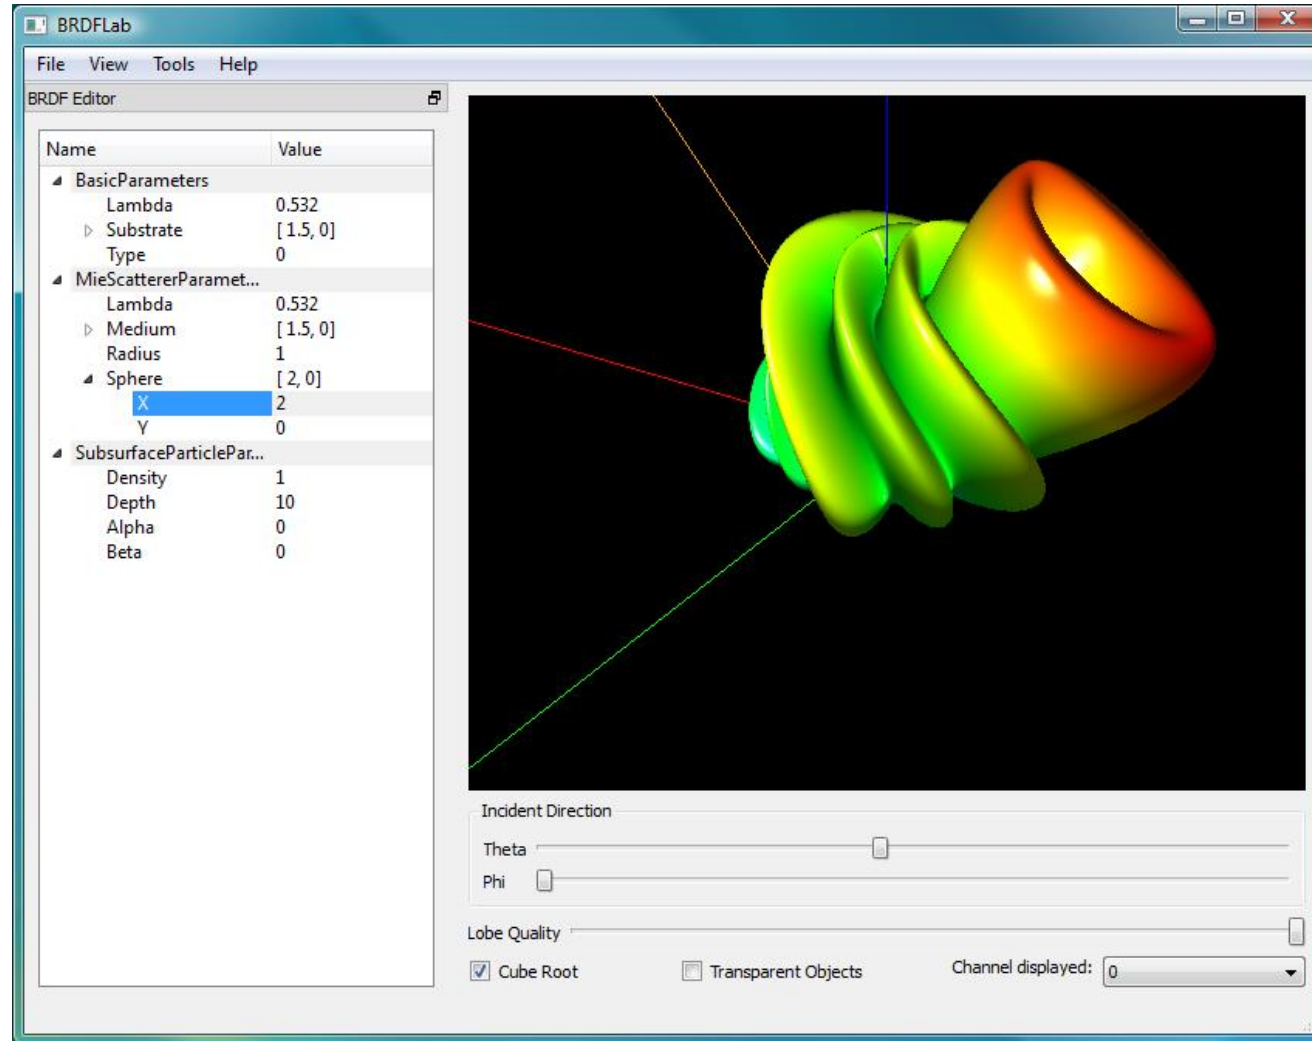 BRDFLab
File View Tools Help
BRDF Editor
Name Value
BasicParameters
Lambda 0.532
Substrate [ 1.5, 0]
Type 0
MieScattererParamet...
Lambda 0.532
Medium [ 1.5, 0]
Radius 1
Sphere [ 2, 0]
X 2
Y 0
SubsurfaceParticlePar...
Density 1
Depth 10
Alpha 0
Beta 0
Incident Direction
Theta
Phi
Lobe Quality
Cube Root Transparent Objects Channel displayed: 0